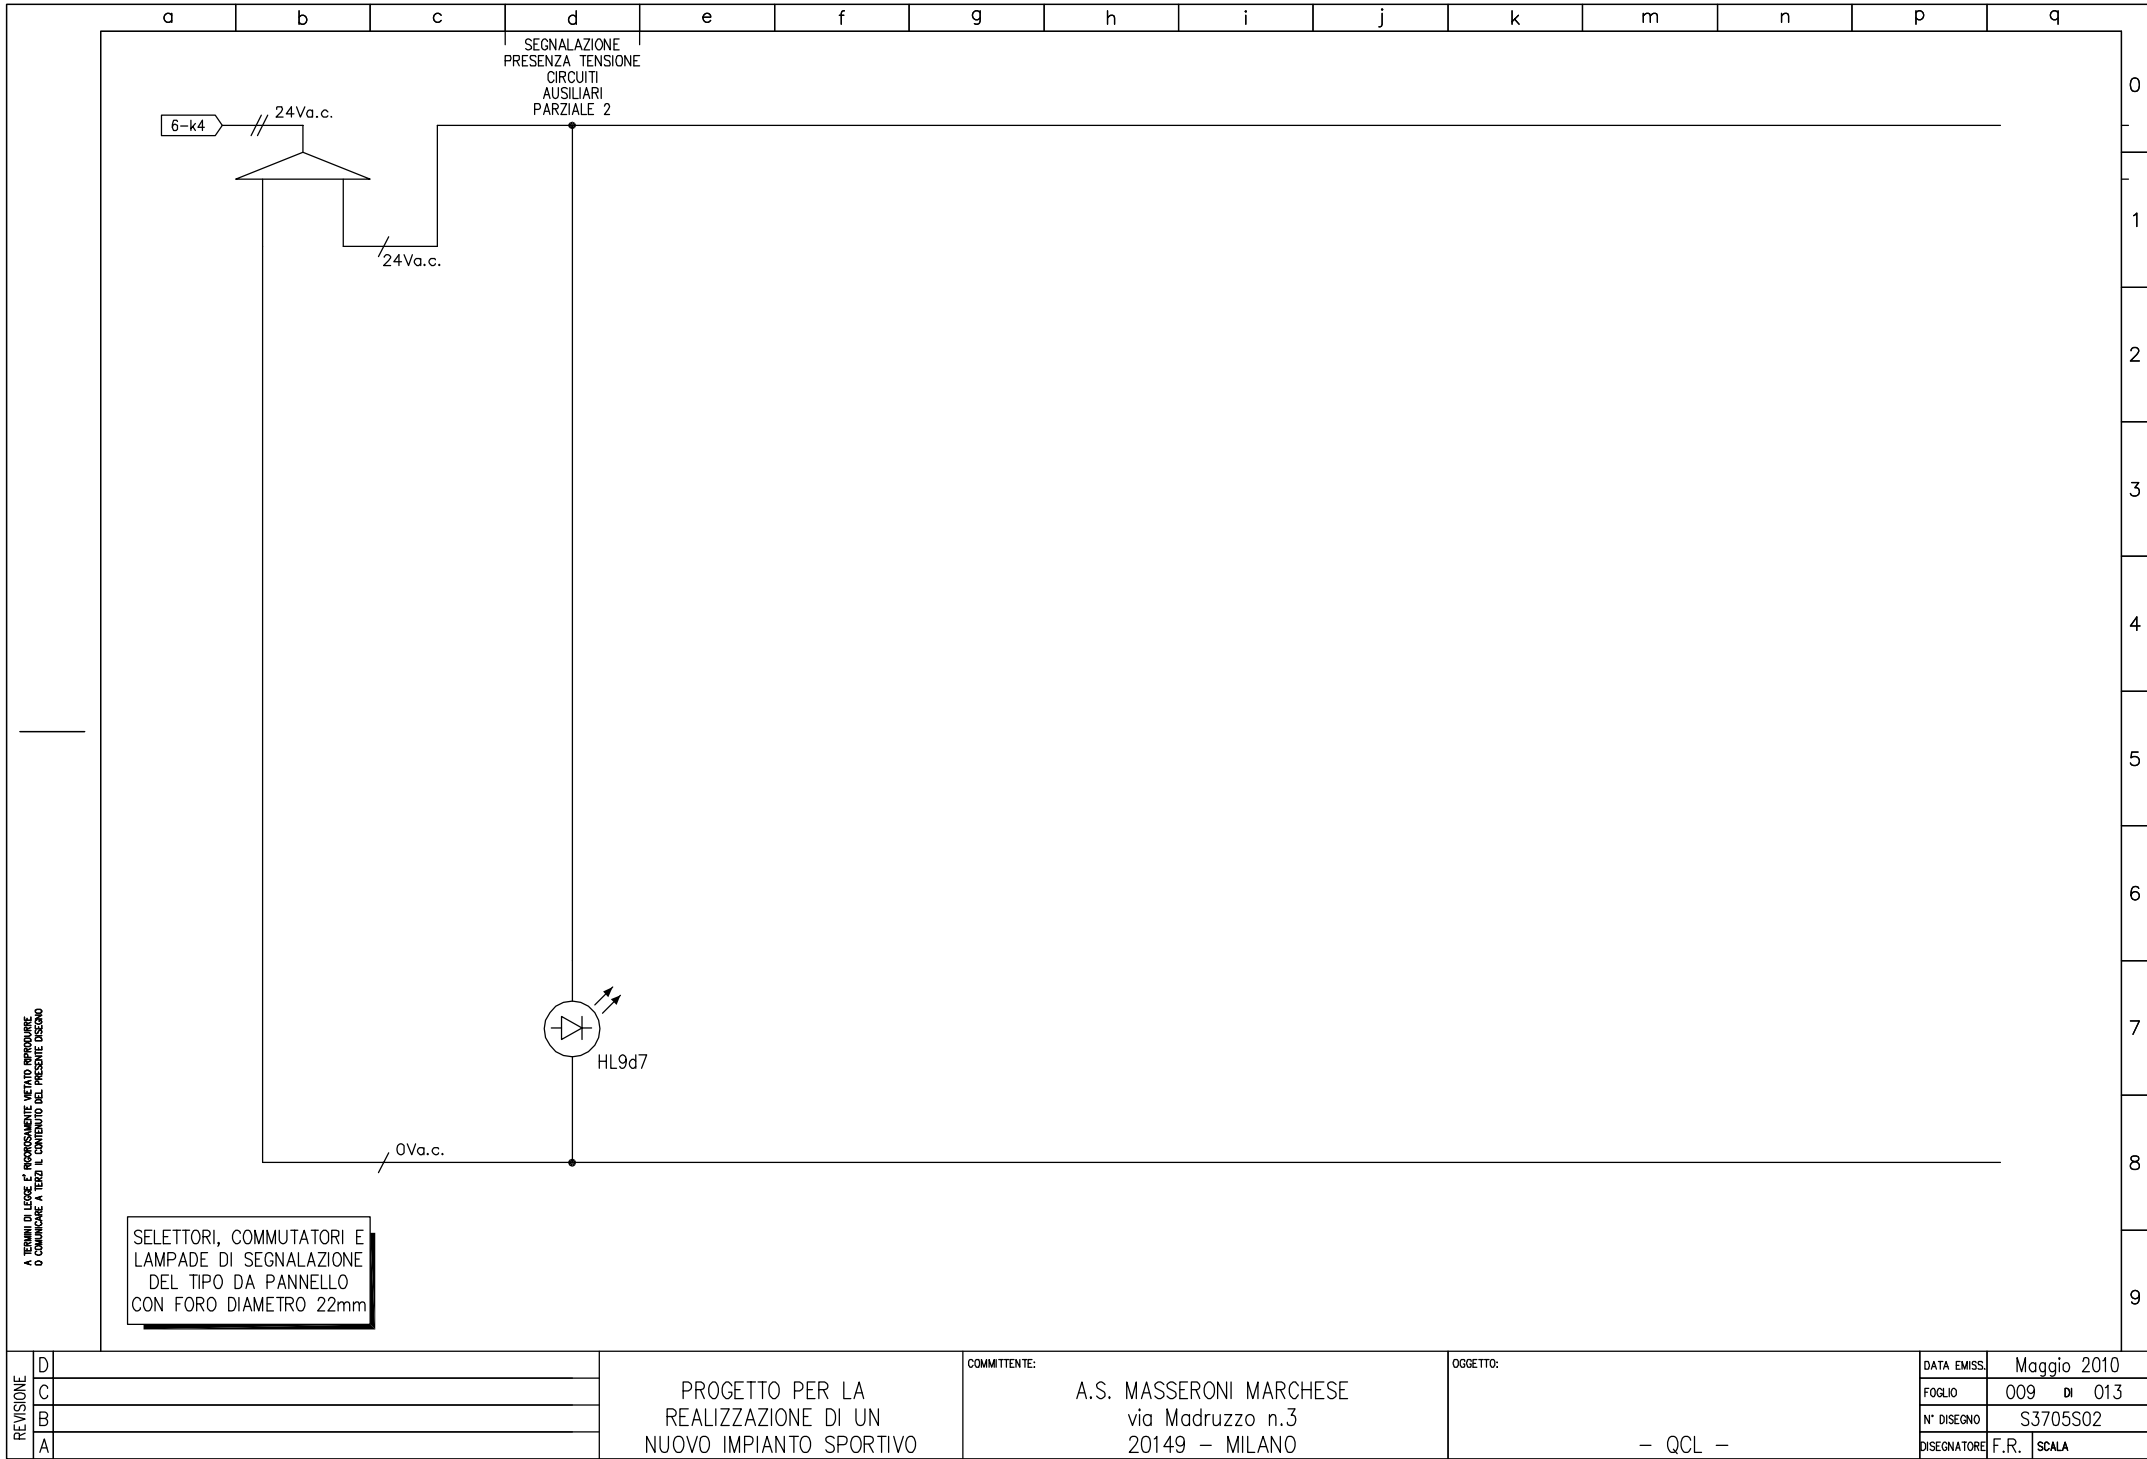 a b c d e f g h i j k m n p q
SEGNALAZIONE
PRESENZA TENSIONE
CIRCUITI
AUSILIARI
PARZIALE 2
6-k4
24Va.c.
24Va.c.
0
1
2
3
4
5
6
7
8
9
HL9d7
0Va.c.
A TERMINI DI LEGGE E' RIGOROSAMENTE VIETATO RIPRODURRE
O COMUNICARE A TERZI IL CONTENUTO DEL PRESENTE DISEGNO
SELETTORI, COMMUTATORI E
LAMPADE DI SEGNALAZIONE
DEL TIPO DA PANNELLO
CON FORO DIAMETRO 22mm
REVISIONE
D
C
B
A
PROGETTO PER LA
REALIZZAZIONE DI UN
NUOVO IMPIANTO SPORTIVO
COMMITTENTE:
A.S. MASSERONI MARCHESE
via Madruzzo n.3
20149 - MILANO
OGGETTO:
- QCL -
DATA EMISS. Maggio 2010
FOGLIO 009 DI 013
N° DISEGNO S3705S02
DISEGNATORE F.R. SCALA